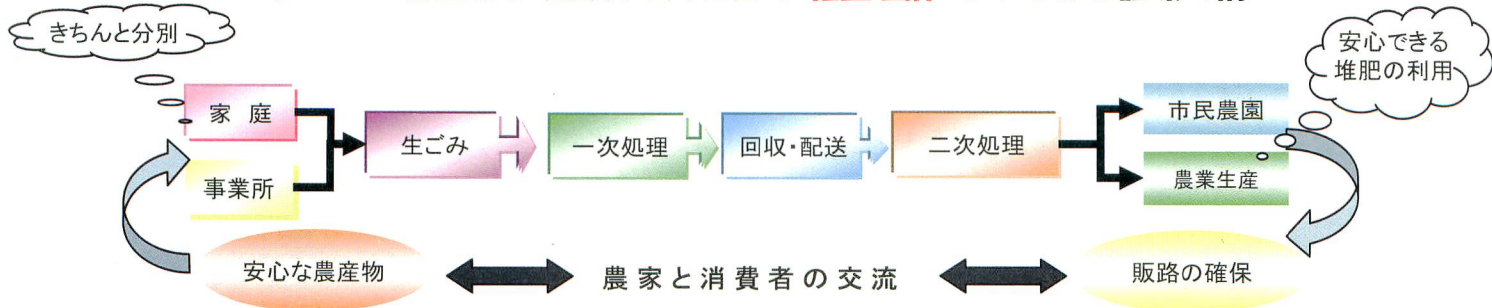 きちんと分別
安心できる
堆肥の利用
家庭
事業所
生ごみ
一次処理
回収・配送
二次処理
市民農園
農業生産
安心な農産物
農家と消費者の交流
販路の確保